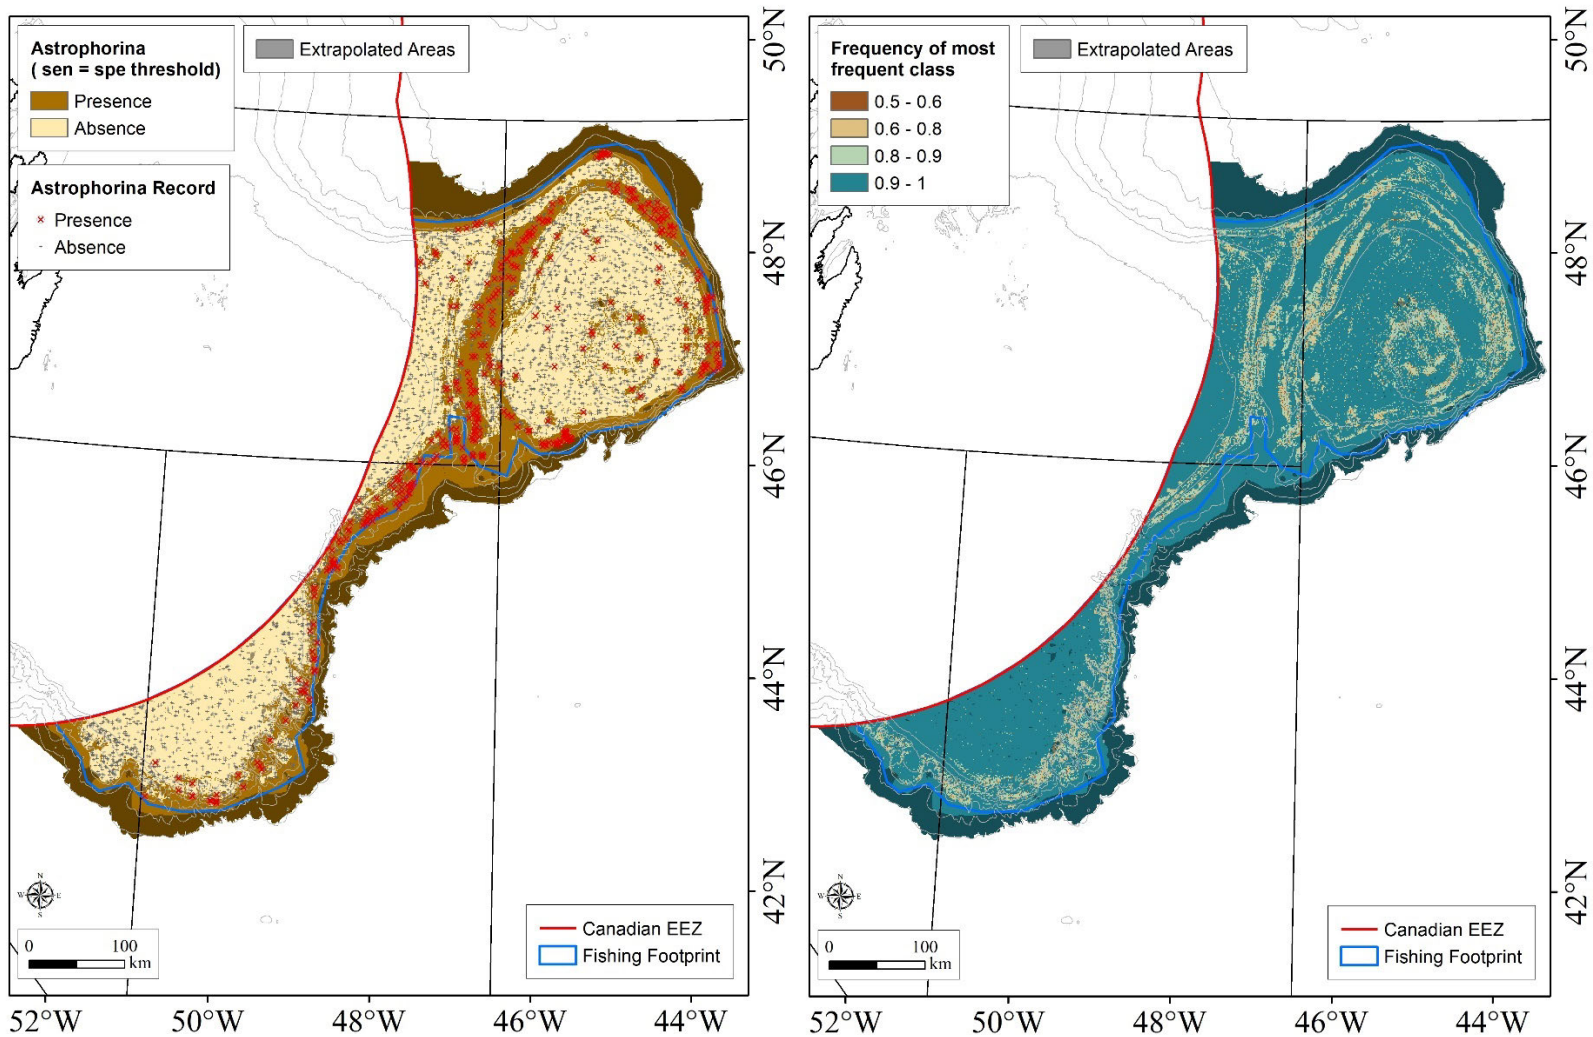 Astrophorina
( sen = spe threshold)
Presence
Absence
Extrapolated Areas
Astrophorina Record
Presence
Absence
N
W E
S
0 100
km
Canadian EEZ
Fishing Footprint
50°N
48°N
46°N
44°N
42°N
52°W 50°W 48°W 46°W 44°W
Frequency of most
frequent class
0.5 - 0.6
0.6 - 0.8
0.8 - 0.9
0.9 - 1
Extrapolated Areas
N
W E
S
0 100
km
Canadian EEZ
Fishing Footprint
50°N
48°N
46°N
44°N
42°N
52°W 50°W 48°W 46°W 44°W